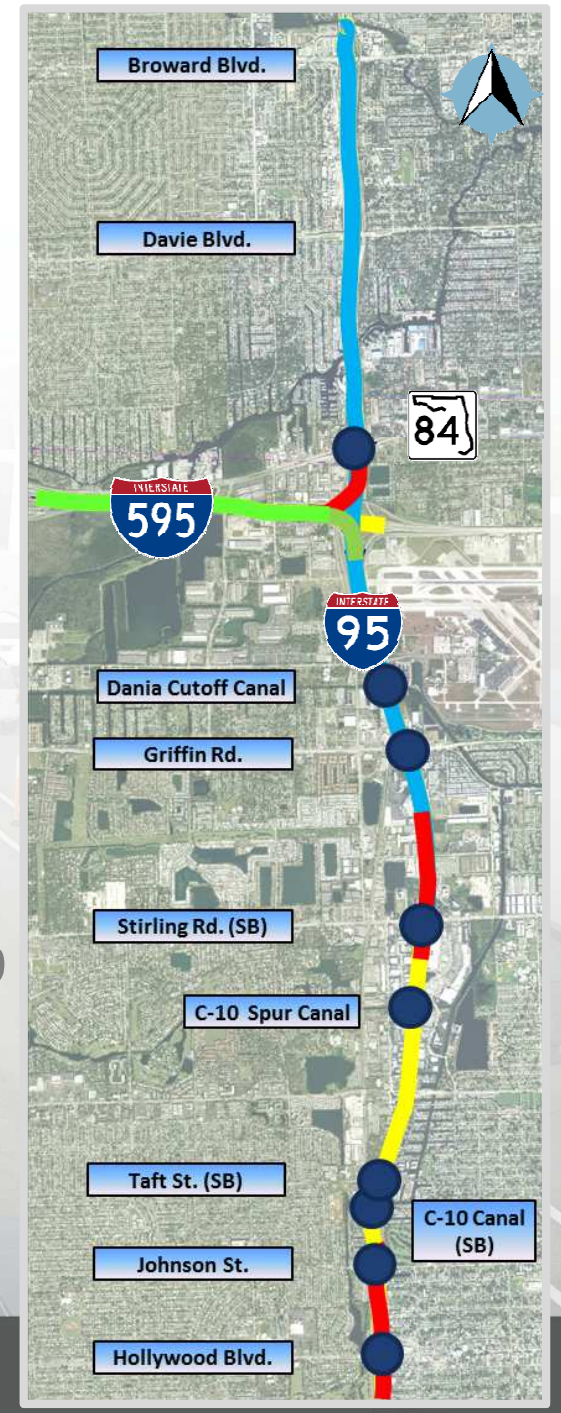 Broward Blvd.
Davie Blvd.
84
INTERSTATE
595
INTERSTATE
95
Dania Cutoff Canal
Griffin Rd.
Stirling Rd. (SB)
C-10 Spur Canal
Taft St. (SB)
C-10 Canal
(SB)
Johnson St.
Hollywood Blvd.